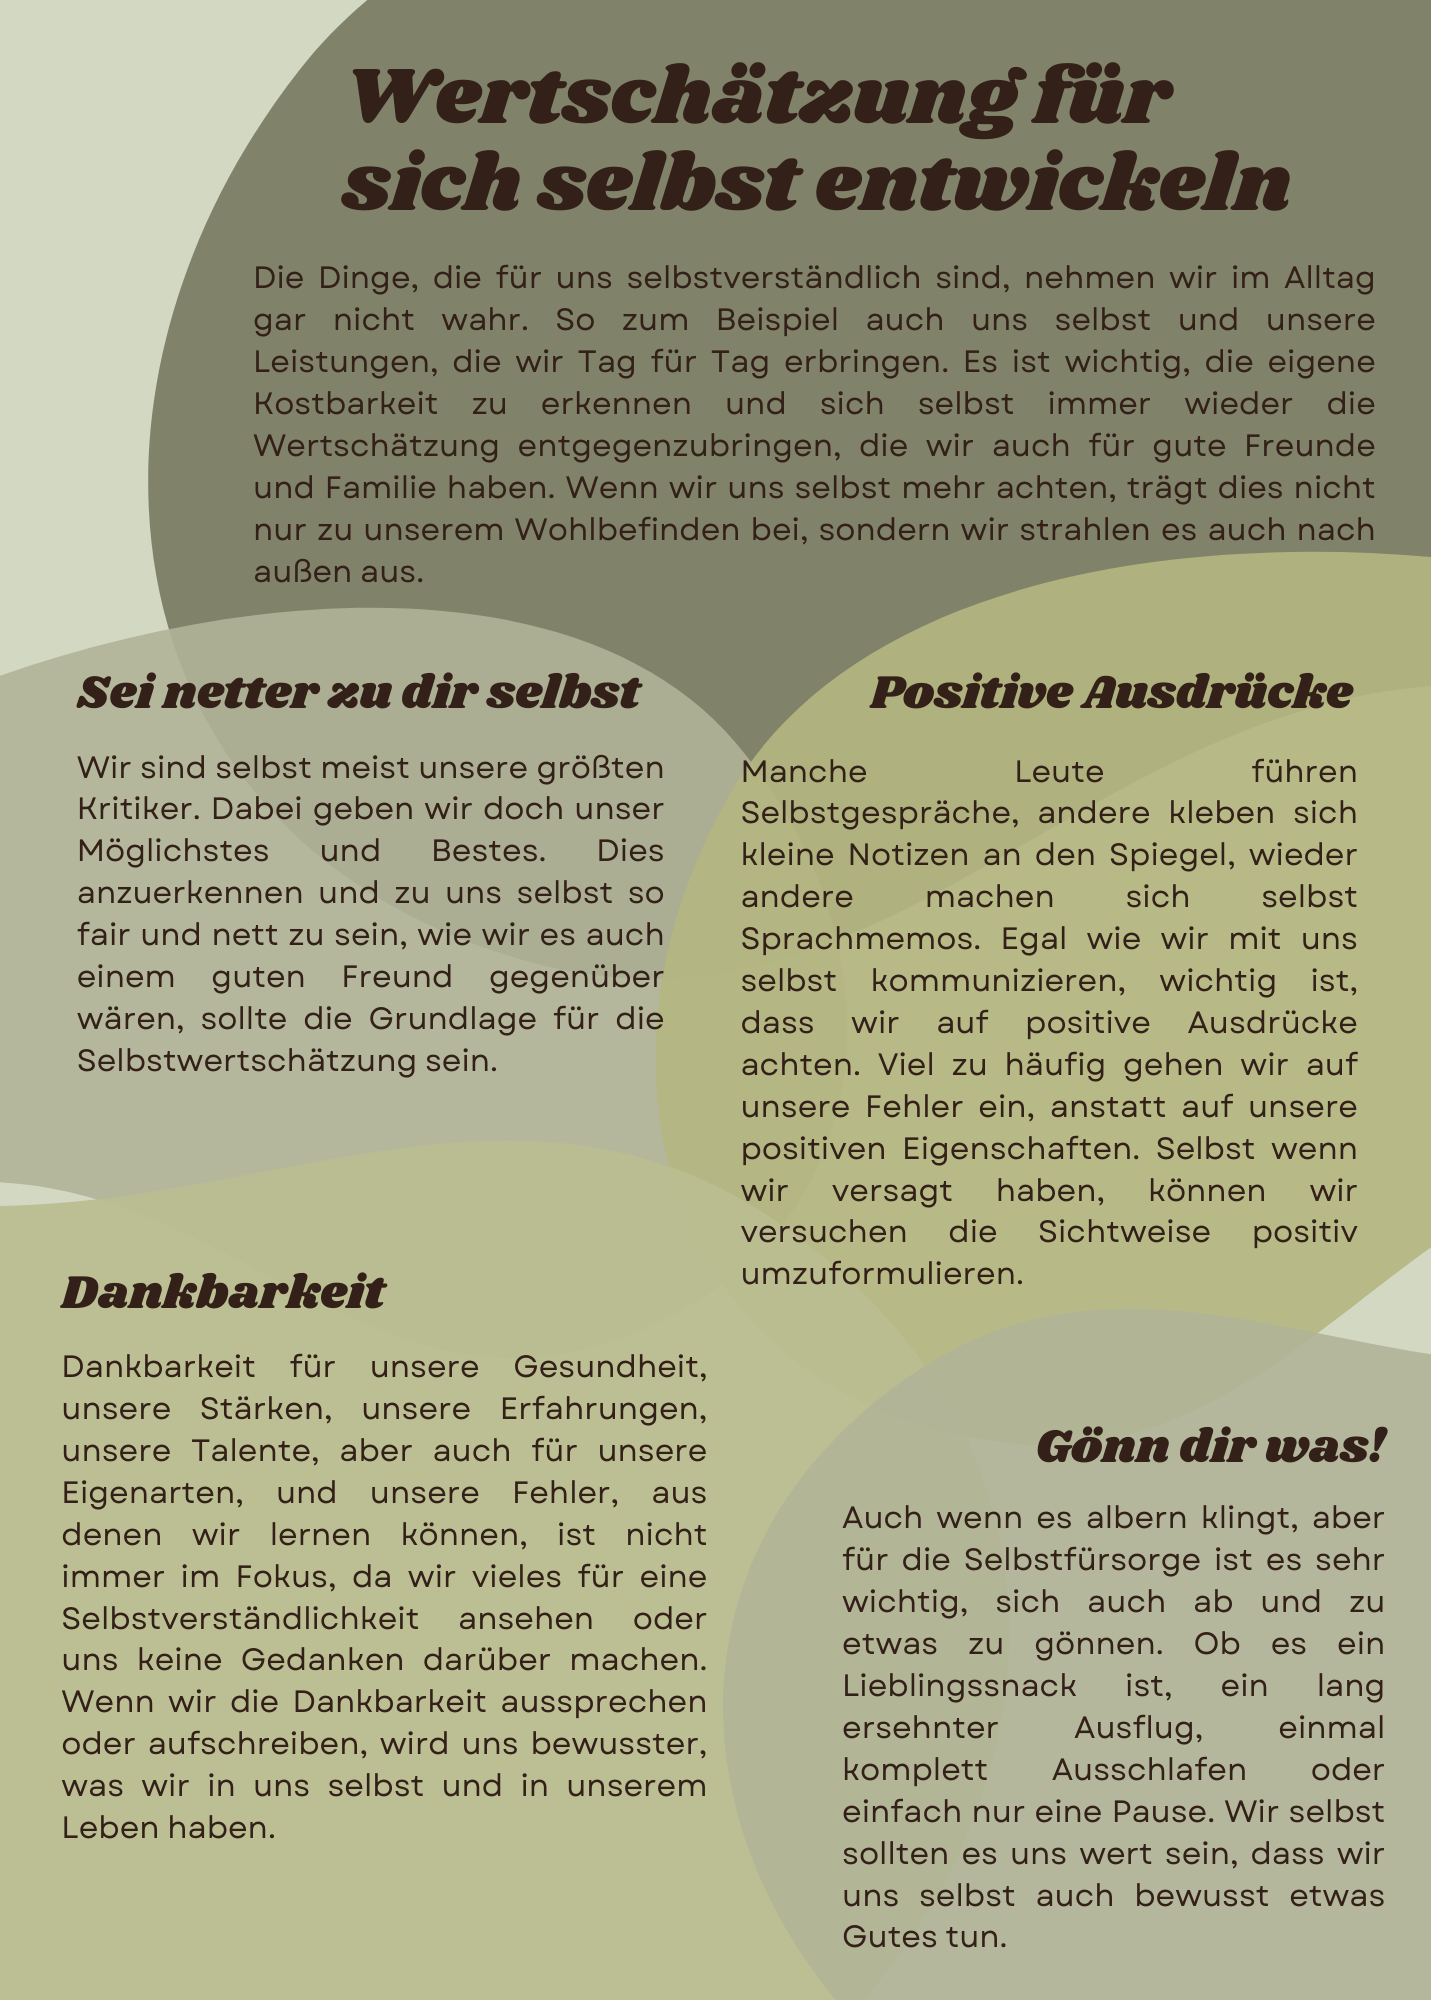 Wertschätzung für
sich selbst entwickeln
Die Dinge, die für uns selbstverständlich sind, nehmen wir im Alltag
gar nicht wahr. So zum Beispiel auch uns selbst und unsere
Leistungen, die wir Tag für Tag erbringen. Es ist wichtig, die eigene
Kostbarkeit zu erkennen und sich selbst immer wieder die
Wertschätzung entgegenzubringen, die wir auch für gute Freunde
und Familie haben. Wenn wir uns selbst mehr achten, trägt dies nicht
nur zu unserem Wohlbefinden bei, sondern wir strahlen es auch nach
außen aus.
Sei netter zu dir selbst
Wir sind selbst meist unsere größten
Kritiker. Dabei geben wir doch unser
Möglichstes und Bestes. Dies
anzuerkennen und zu uns selbst so
fair und nett zu sein, wie wir es auch
einem guten Freund gegenüber
wären, sollte die Grundlage für die
Selbstwertschätzung sein.
Positive Ausdrücke
Manche Leute führen
Selbstgespräche, andere kleben sich
kleine Notizen an den Spiegel, wieder
andere machen sich selbst
Sprachmemos. Egal wie wir mit uns
selbst kommunizieren, wichtig ist,
dass wir auf positive Ausdrücke
achten. Viel zu häufig gehen wir auf
unsere Fehler ein, anstatt auf unsere
positiven Eigenschaften. Selbst wenn
wir versagt haben, können wir
versuchen die Sichtweise positiv
umzuformulieren.
Dankbarkeit
Dankbarkeit für unsere Gesundheit,
unsere Stärken, unsere Erfahrungen,
unsere Talente, aber auch für unsere
Eigenarten, und unsere Fehler, aus
denen wir lernen können, ist nicht
immer im Fokus, da wir vieles für eine
Selbstverständlichkeit ansehen oder
uns keine Gedanken darüber machen.
Wenn wir die Dankbarkeit aussprechen
oder aufschreiben, wird uns bewusster,
was wir in uns selbst und in unserem
Leben haben.
Gönn dir was!
Auch wenn es albern klingt, aber
für die Selbstfürsorge ist es sehr
wichtig, sich auch ab und zu
etwas zu gönnen. Ob es ein
Lieblingssnack ist, ein lang
ersehnter Ausflug, einmal
komplett Ausschlafen oder
einfach nur eine Pause. Wir selbst
sollten es uns wert sein, dass wir
uns selbst auch bewusst etwas
Gutes tun.